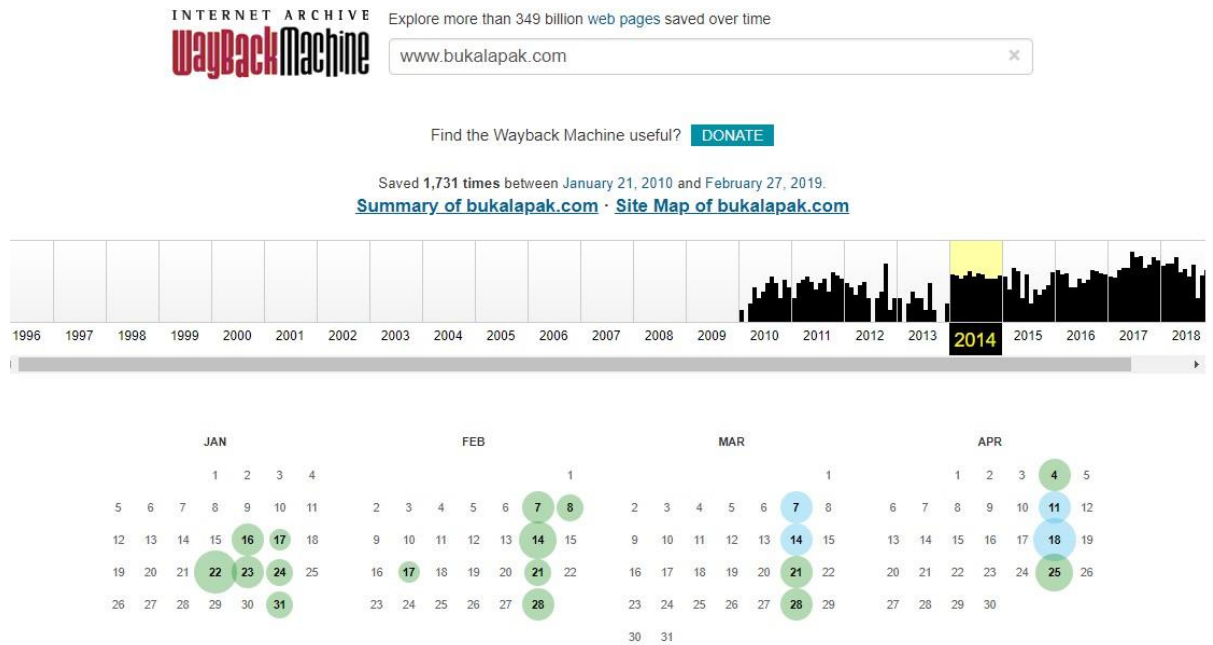 INTERNET ARCHIVE
WayBackMachine
Explore more than 349 billion web pages saved over time
www.bukalapak.com ×
Find the Wayback Machine useful? DONATE
Saved 1,731 times between January 21, 2010 and February 27, 2019.
Summary of bukalapak.com · Site Map of bukalapak.com
1996 1997 1998 1999 2000 2001 2002 2003 2004 2005 2006 2007 2008 2009 2010 2011 2012 2013 2014 2015 2016 2017 2018
JAN
1 2 3 4
5 6 7 8 9 10 11
12 13 14 15 16 17 18
19 20 21 22 23 24 25
26 27 28 29 30 31
FEB
1
2 3 4 5 6 7 8
9 10 11 12 13 14 15
16 17 18 19 20 21 22
23 24 25 26 27 28
MAR
1
2 3 4 5 6 7 8
9 10 11 12 13 14 15
16 17 18 19 20 21 22
23 24 25 26 27 28 29
30 31
APR
1 2 3 4 5
6 7 8 9 10 11 12
13 14 15 16 17 18 19
20 21 22 23 24 25 26
27 28 29 30